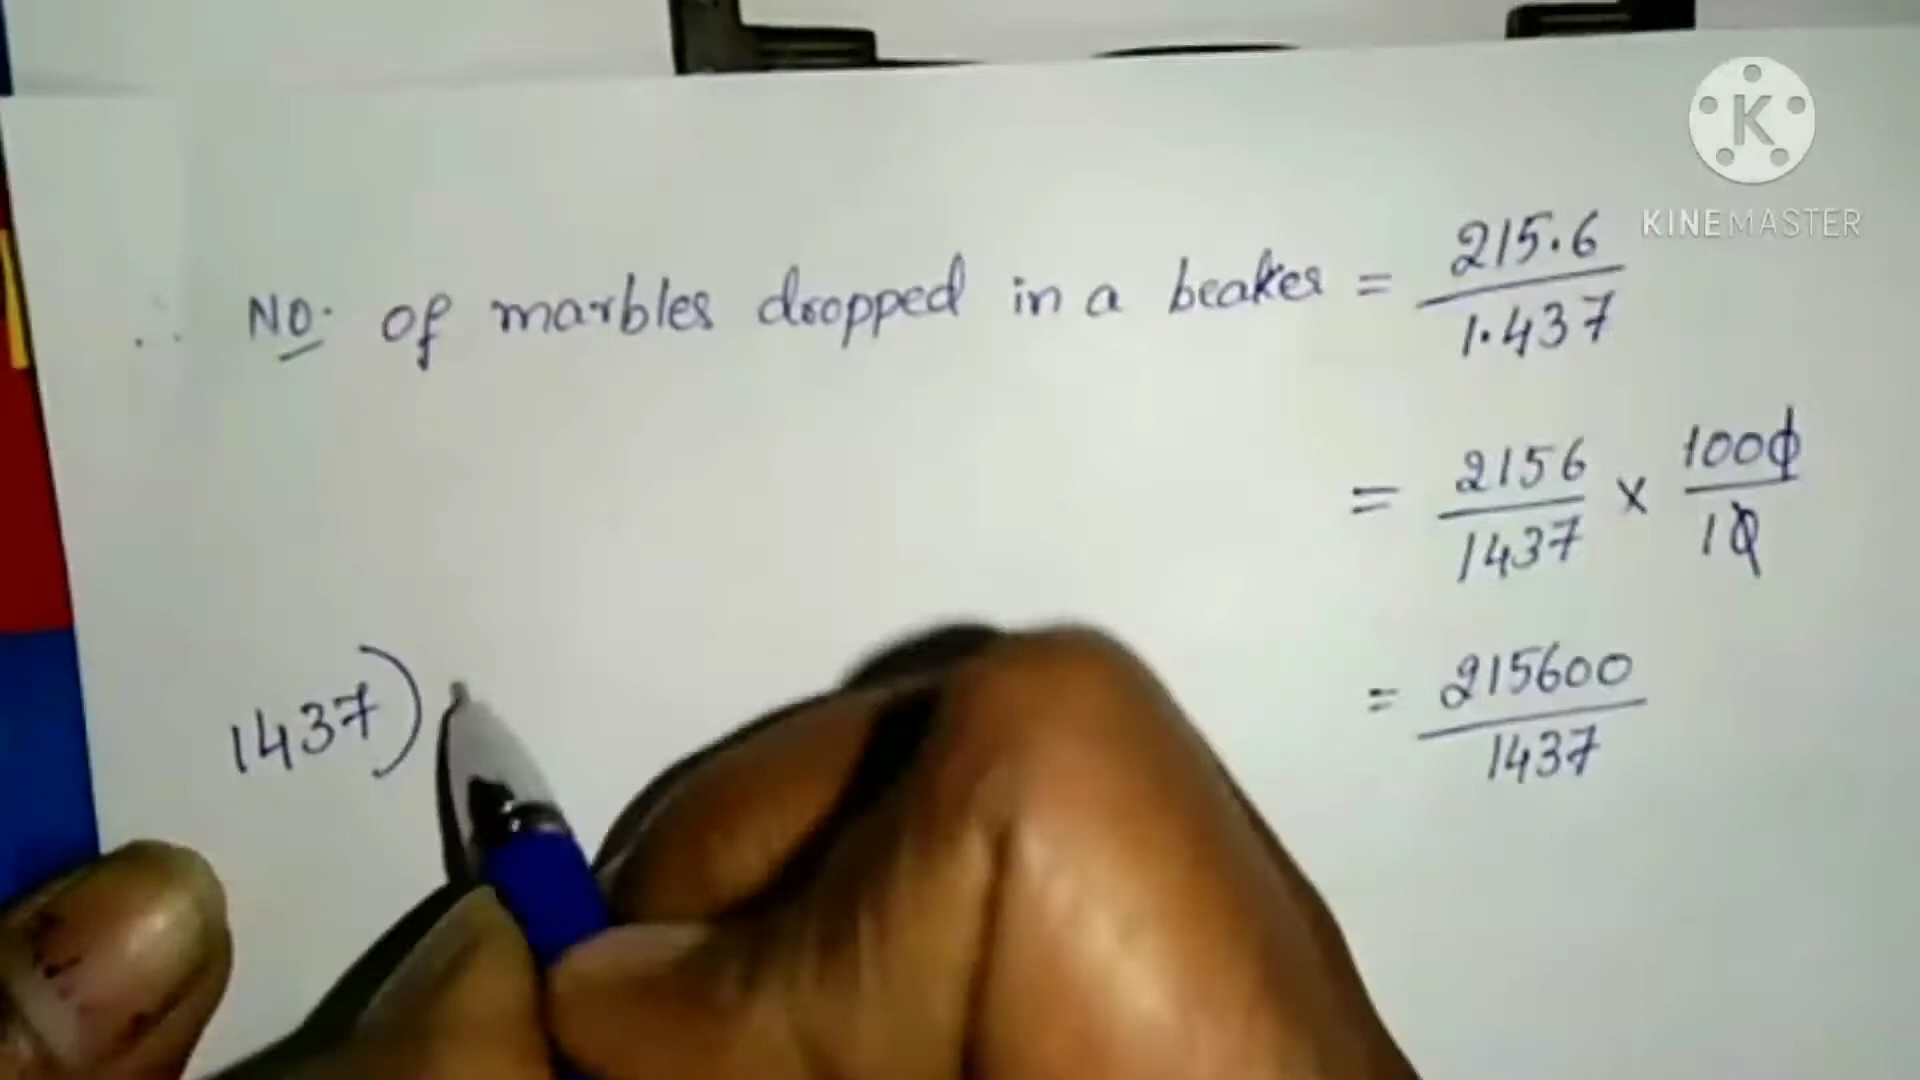 K
KINEMASTER
∴ No. of marbles dropped in a beaker = 215.6 / 1.437
= 2156 / 1437 x 1000 / 10
= 215600 / 1437
1437)